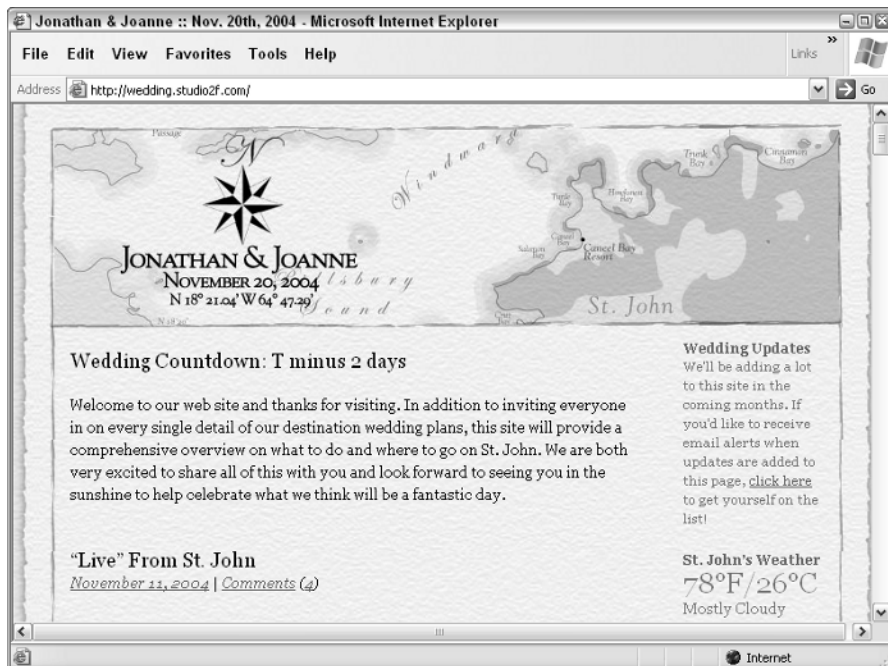 Jonathan & Joanne :: Nov. 20th, 2004 - Microsoft Internet Explorer
File Edit View Favorites Tools Help
Links »
Address http://wedding.studio2f.com/ Go
Passage
N
Windward
Trunk Bay
Cinnamon Bay
Hawksnest Bay
Turtle Bay
Caneel Bay
Salomon Bay
Caneel Bay Resort
Jonathan & Joanne
November 20, 2004
N 18° 21.04' W 64° 47.29'
Pillsbury Sound
St. John
Cruz Bay
N 18° 20'
Wedding Countdown: T minus 2 days
Welcome to our web site and thanks for visiting. In addition to inviting everyone
in on every single detail of our destination wedding plans, this site will provide a
comprehensive overview on what to do and where to go on St. John. We are both
very excited to share all of this with you and look forward to seeing you in the
sunshine to help celebrate what we think will be a fantastic day.
“Live” From St. John
November 11, 2004 | Comments (4)
Wedding Updates
We'll be adding a lot
to this site in the
coming months. If
you'd like to receive
email alerts when
updates are added to
this page, click here
to get yourself on the
list!
St. John's Weather
78°F/26°C
Mostly Cloudy
Internet